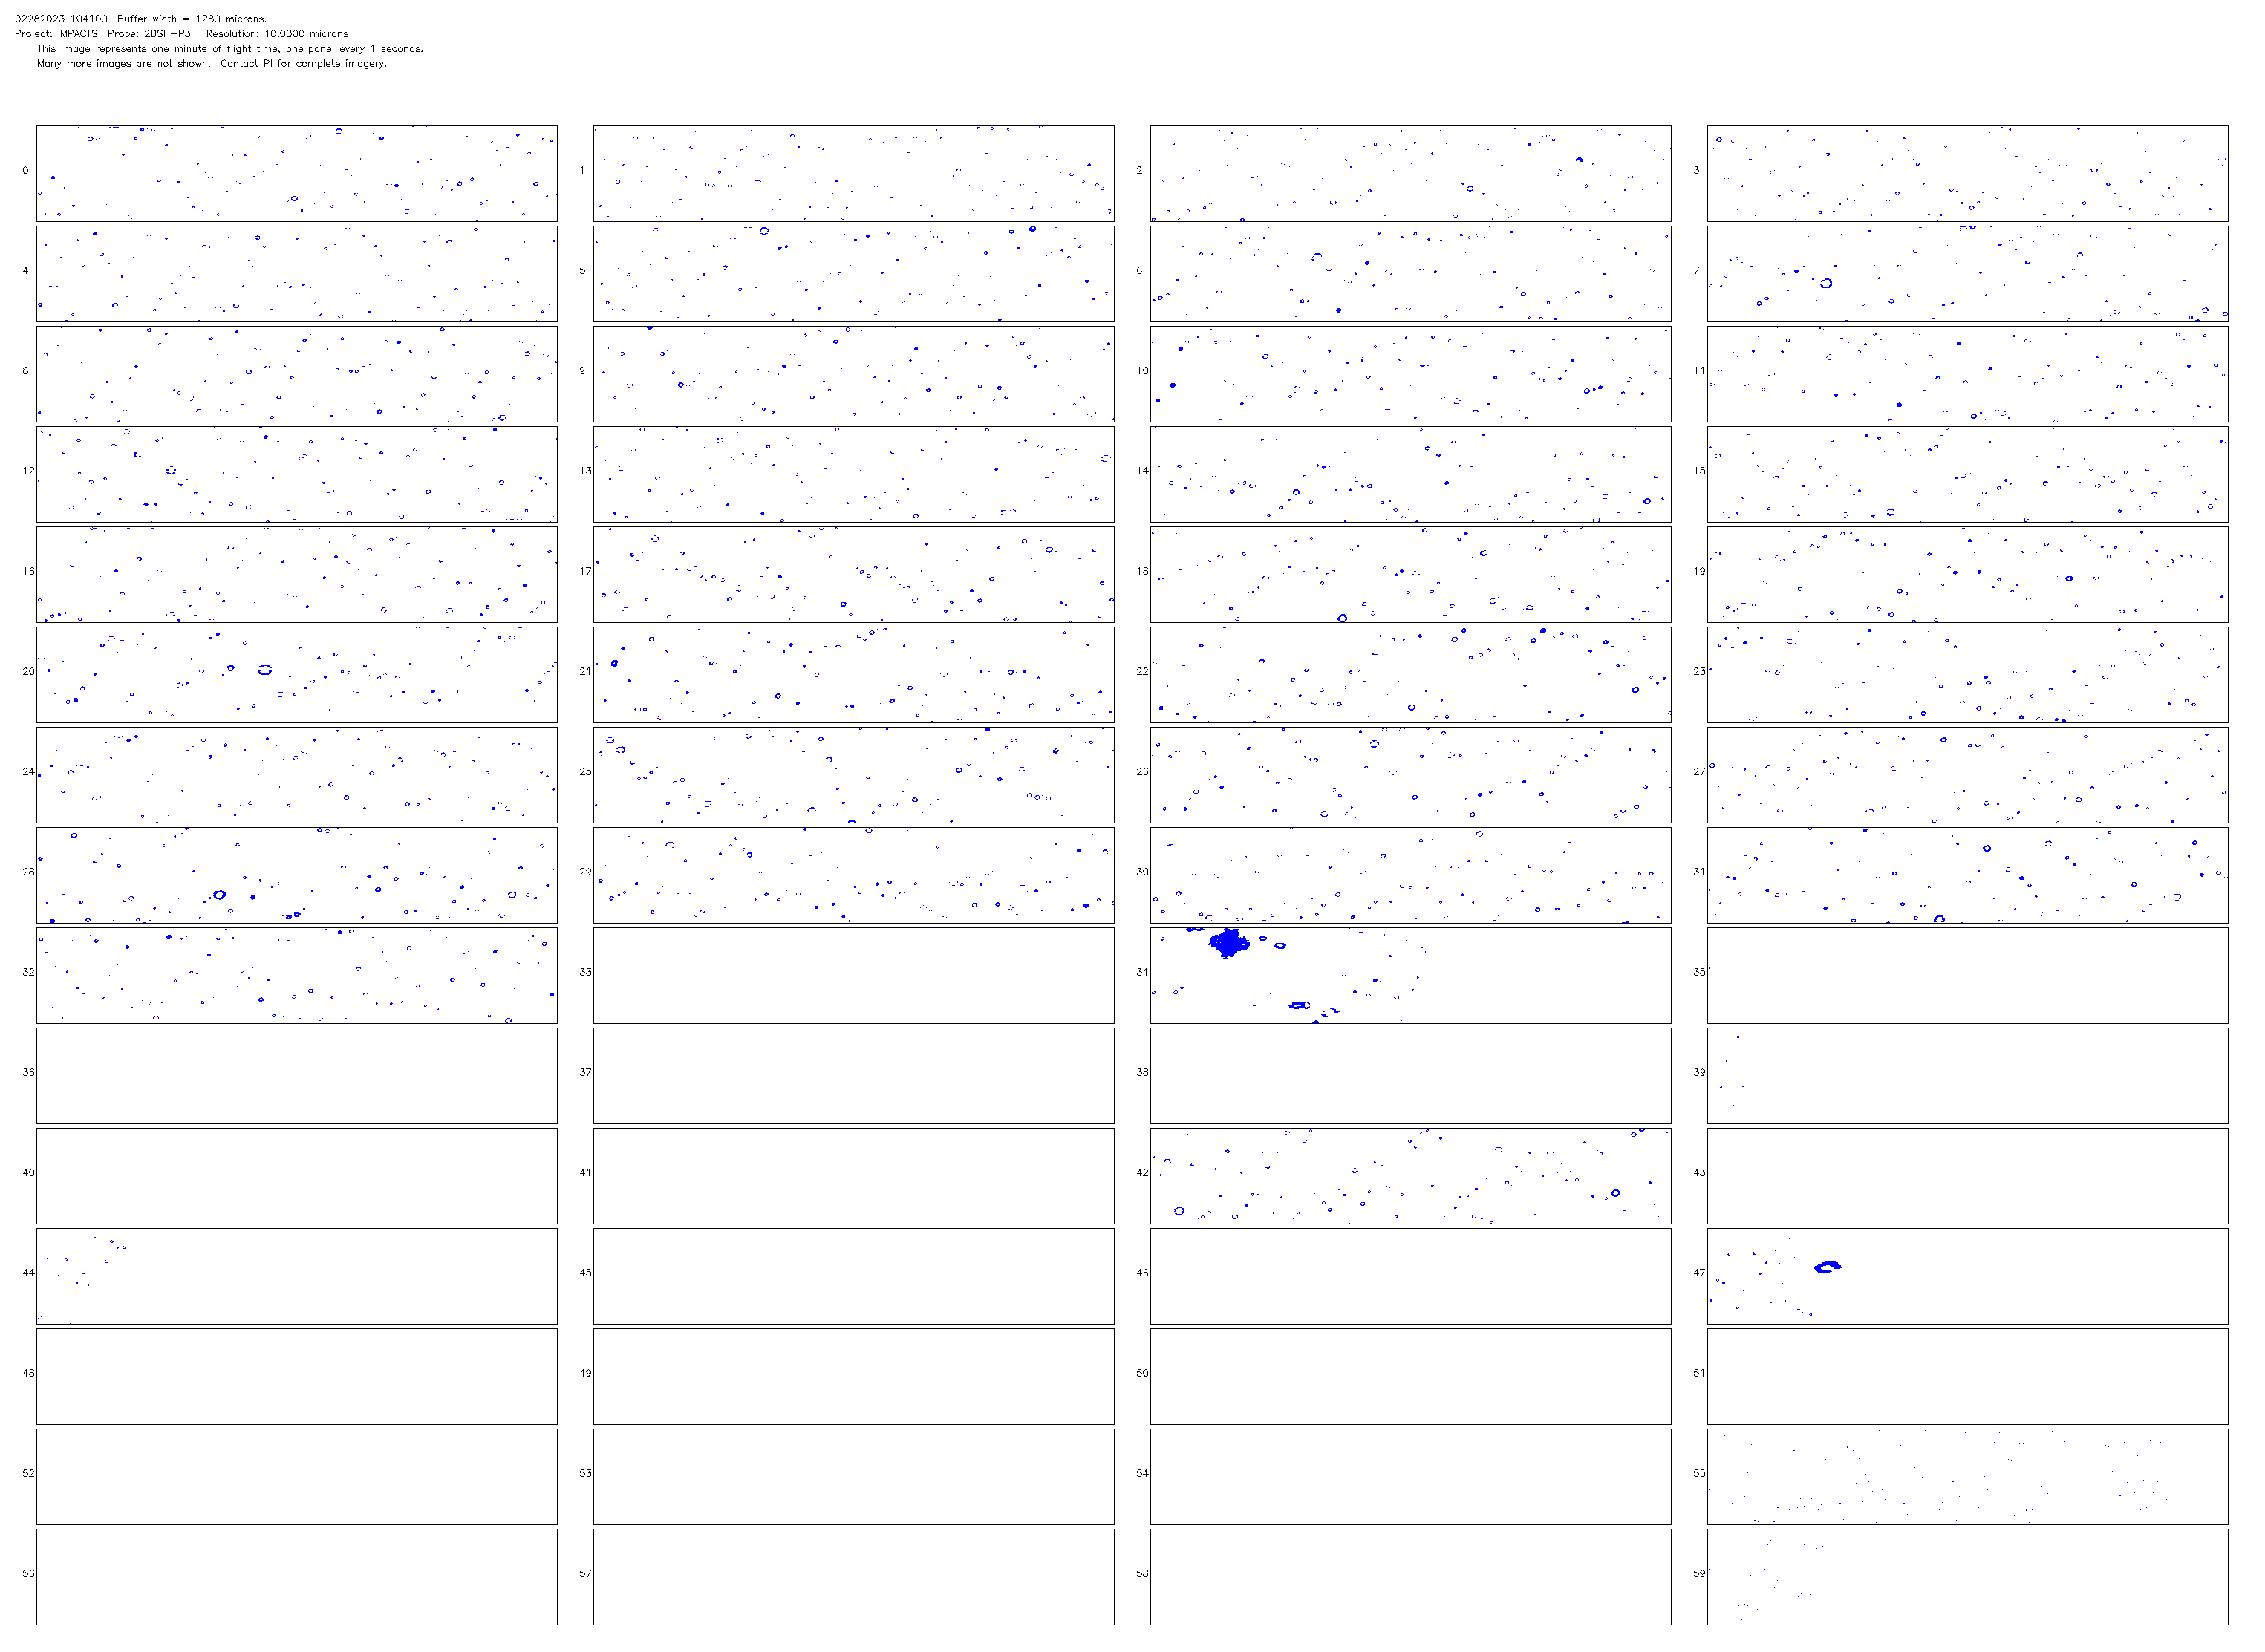 02282023 104100 Buffer width = 1280 microns.
Project: IMPACTS Probe: 2DSH-P3 Resolution: 10.0000 microns
This image represents one minute of flight time, one panel every 1 seconds.
Many more images are not shown. Contact PI for complete imagery.
0 1 2 3
4 5 6 7
8 9 10 11
12 13 14 15
16 17 18 19
20 21 22 23
24 25 26 27
28 29 30 31
32 33 34 35
36 37 38 39
40 41 42 43
44 45 46 47
48 49 50 51
52 53 54 55
56 57 58 59